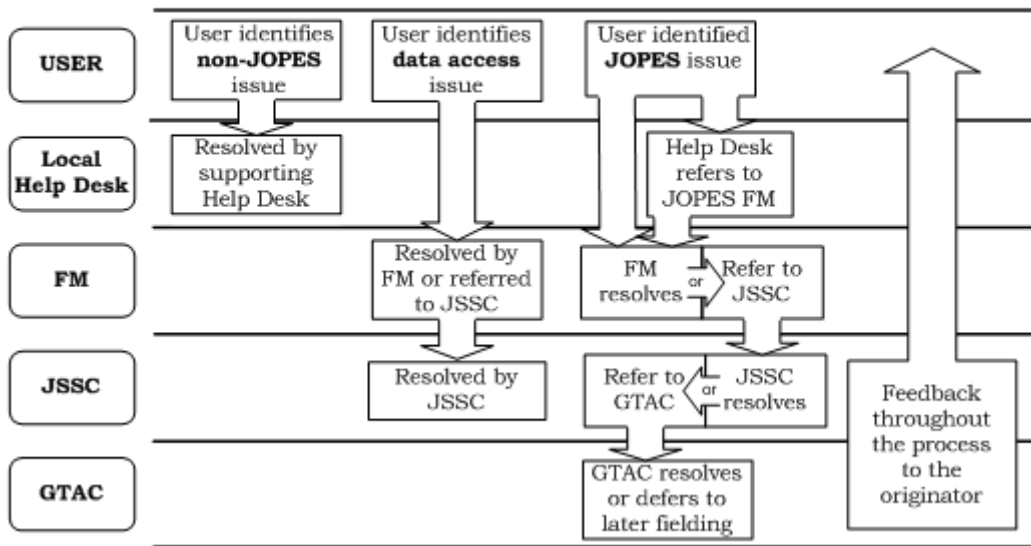 USER
User identifies
non-JOPES
issue
User identifies
data access
issue
User identified
JOPES issue
Local
Help Desk
Resolved by
supporting
Help Desk
Help Desk
refers to
JOPES FM
FM
Resolved by
FM or referred
to JSSC
FM
resolves
or
Refer to
JSSC
JSSC
Resolved by
JSSC
Refer to
GTAC
or
JSSC
resolves
Feedback
throughout
the process
to the
originator
GTAC
GTAC resolves
or defers to
later fielding